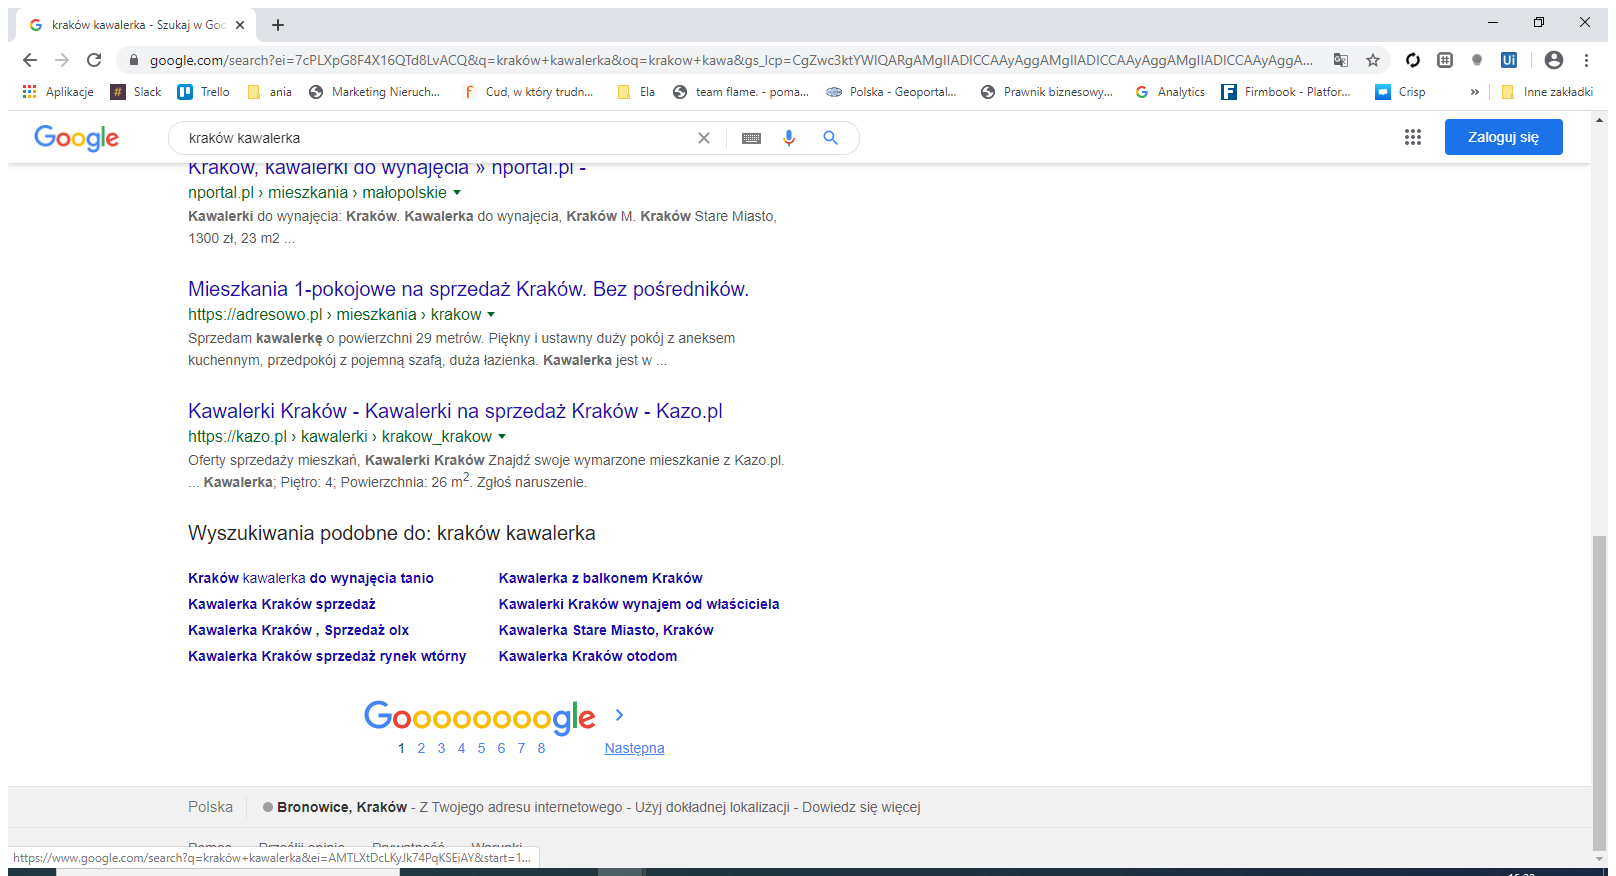 kraków kawalerka - Szukaj w Goo
google.com/search?ei=7cPLXpG8F4X16QTd8LvACQ&q=kraków+kawalerka&oq=krakow+kawa&gs_lcp=CgZwc3ktYWIQARgAMgIIADICCAAyAggAMgIIADICCAAyAggAMgIIADICCAAyAggA...
Aplikacje Slack Trello ania Marketing Nieruch... Cud, w który trudn... Ela team flame. - poma... Polska - Geoportal... Prawnik biznesowy... Analytics Firmbook - Platfor... Crisp » Inne zakładki
Google kraków kawalerka Zaloguj się
Kraków, kawalerki do wynajęcia » nportal.pl -
nportal.pl › mieszkania › małopolskie
Kawalerki do wynajęcia: Kraków. Kawalerka do wynajęcia, Kraków M. Kraków Stare Miasto,
1300 zł, 23 m2 ...
Mieszkania 1-pokojowe na sprzedaż Kraków. Bez pośredników.
https://adresowo.pl › mieszkania › krakow
Sprzedam kawalerkę o powierzchni 29 metrów. Piękny i ustawny duży pokój z aneksem
kuchennym, przedpokój z pojemną szafą, duża łazienka. Kawalerka jest w ...
Kawalerki Kraków - Kawalerki na sprzedaż Kraków - Kazo.pl
https://kazo.pl › kawalerki › krakow_krakow
Oferty sprzedaży mieszkań, Kawalerki Kraków Znajdź swoje wymarzone mieszkanie z Kazo.pl.
... Kawalerka; Piętro: 4; Powierzchnia: 26 m². Zgłoś naruszenie.
Wyszukiwania podobne do: kraków kawalerka
Kraków kawalerka do wynajęcia tanio Kawalerka z balkonem Kraków
Kawalerka Kraków sprzedaż Kawalerki Kraków wynajem od właściciela
Kawalerka Kraków , Sprzedaż olx Kawalerka Stare Miasto, Kraków
Kawalerka Kraków sprzedaż rynek wtórny Kawalerka Kraków otodom
Goooooooogle >
1 2 3 4 5 6 7 8 Następna
Polska Bronowice, Kraków - Z Twojego adresu internetowego - Użyj dokładnej lokalizacji - Dowiedz się więcej
Pomoc Prześlij opinię Prywatność Warunki
https://www.google.com/search?q=kraków+kawalerka&ei=AMTLXtDcLKyJk74PqKSEiAY&start=1...